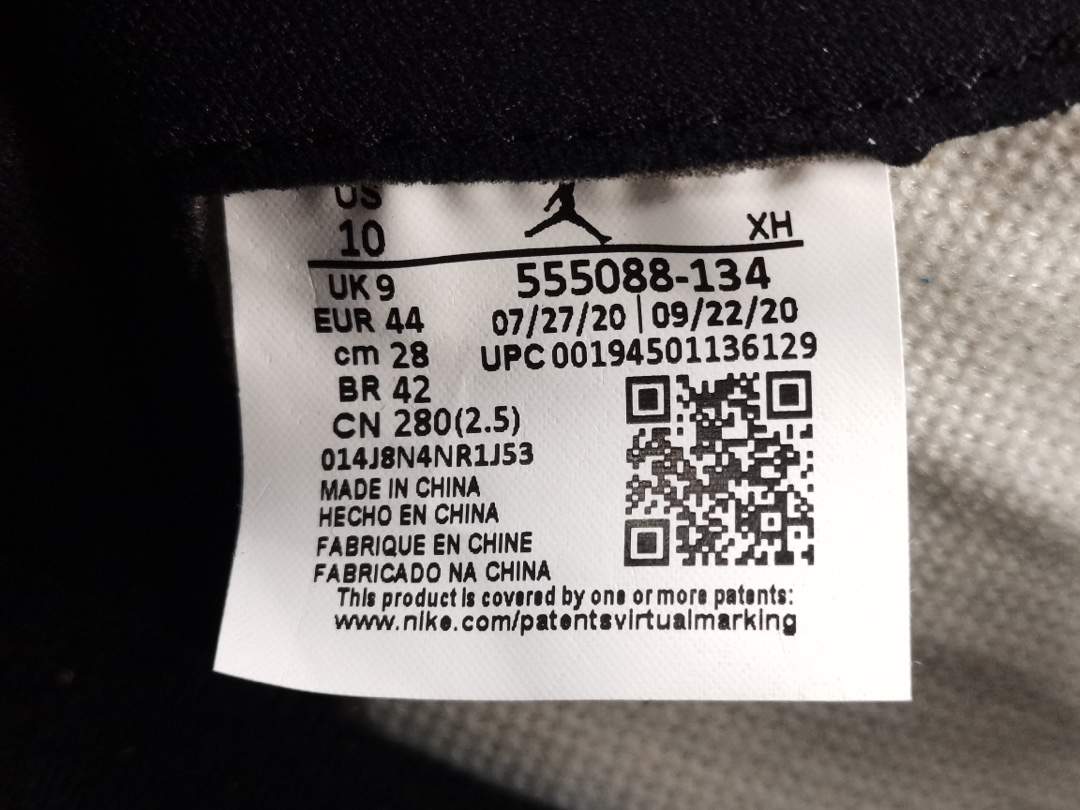 US
10
XH
UK 9
555088-134
EUR 44
07/27/20 | 09/22/20
cm 28
UPC 00194501136129
BR 42
CN 280(2.5)
014J8N4NR1J53
MADE IN CHINA
HECHO EN CHINA
FABRIQUE EN CHINE
FABRICADO NA CHINA
This product is covered by one or more patents:
www.nike.com/patentsvirtualmarking